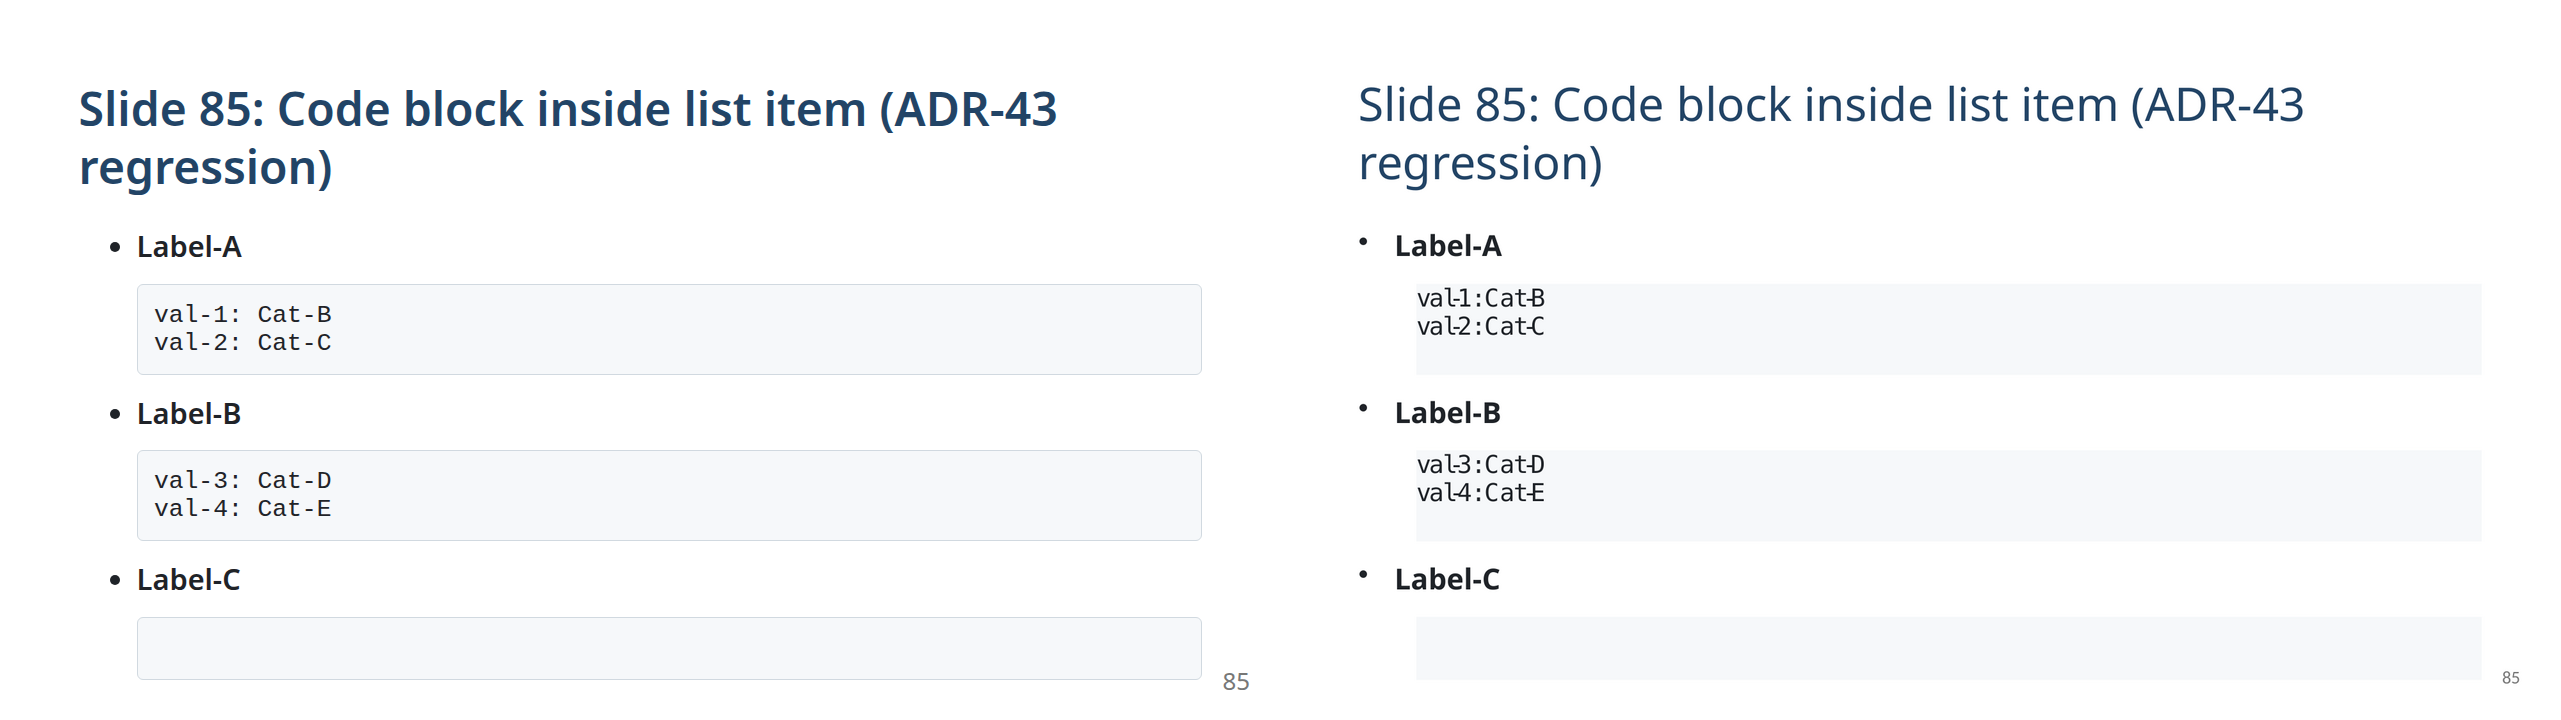 Slide 85: Code block inside list item (ADR-43
regression)
• Label-A
val-1: Cat-B
val-2: Cat-C
• Label-B
val-3: Cat-D
val-4: Cat-E
• Label-C
85
Slide 85: Code block inside list item (ADR-43
regression)
• Label-A
val-1:Cat-B
val-2:Cat-C
• Label-B
val-3:Cat-D
val-4:Cat-E
• Label-C
85